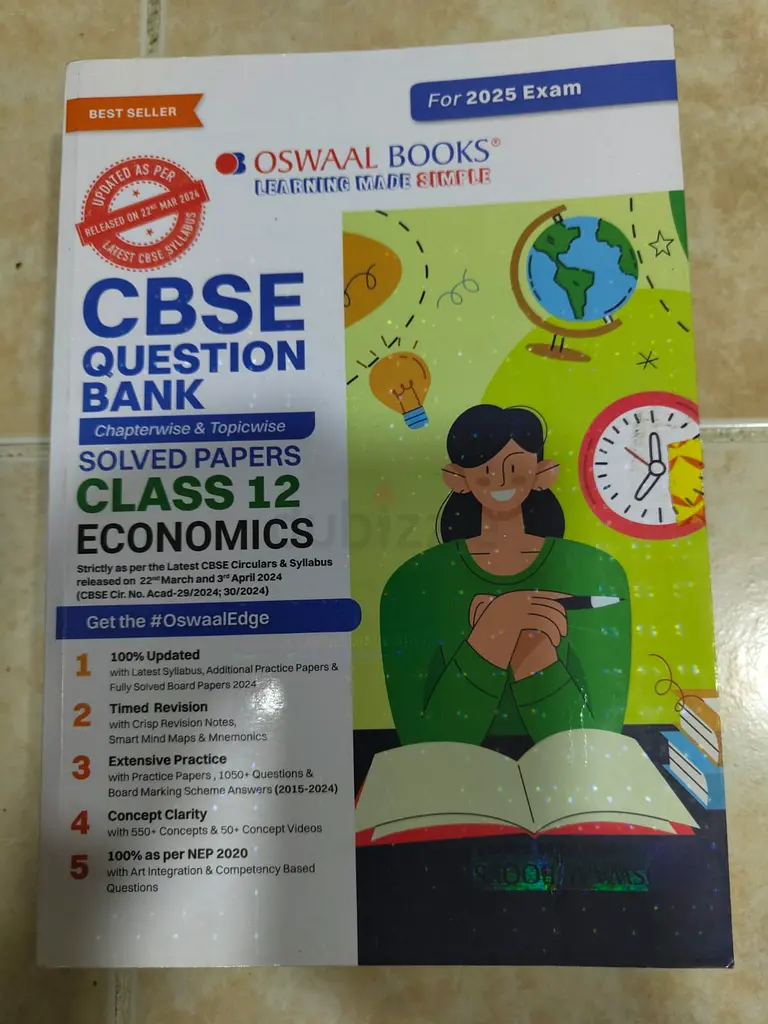 BEST SELLER
For 2025 Exam
OSWAAL BOOKS®
LEARNING MADE SIMPLE
UPDATED AS PER
RELEASED ON 22ND MAR 2024
LATEST CBSE SYLLABUS
CBSE
QUESTION
BANK
Chapterwise & Topicwise
SOLVED PAPERS
CLASS 12
ECONOMICS
Strictly as per the Latest CBSE Circulars & Syllabus
released on 22nd March and 3rd April 2024
(CBSE Cir. No. Acad-29/2024; 30/2024)
Get the #OswaalEdge
1 100% Updated
with Latest Syllabus, Additional Practice Papers &
Fully Solved Board Papers 2024
2 Timed Revision
with Crisp Revision Notes,
Smart Mind Maps & Mnemonics
3 Extensive Practice
with Practice Papers , 1050+ Questions &
Board Marking Scheme Answers (2015-2024)
4 Concept Clarity
with 550+ Concepts & 50+ Concept Videos
5 100% as per NEP 2020
with Art Integration & Competency Based
Questions